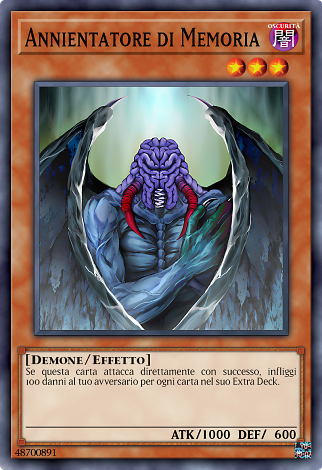 ANNIENTATORE DI MEMORIA
OSCURITÀ
闇
[DEMONE/EFFETTO]
Se questa carta attacca direttamente con successo, infliggi
100 danni al tuo avversario per ogni carta nel suo Extra Deck.
ATK/1000 DEF/ 600
48700891